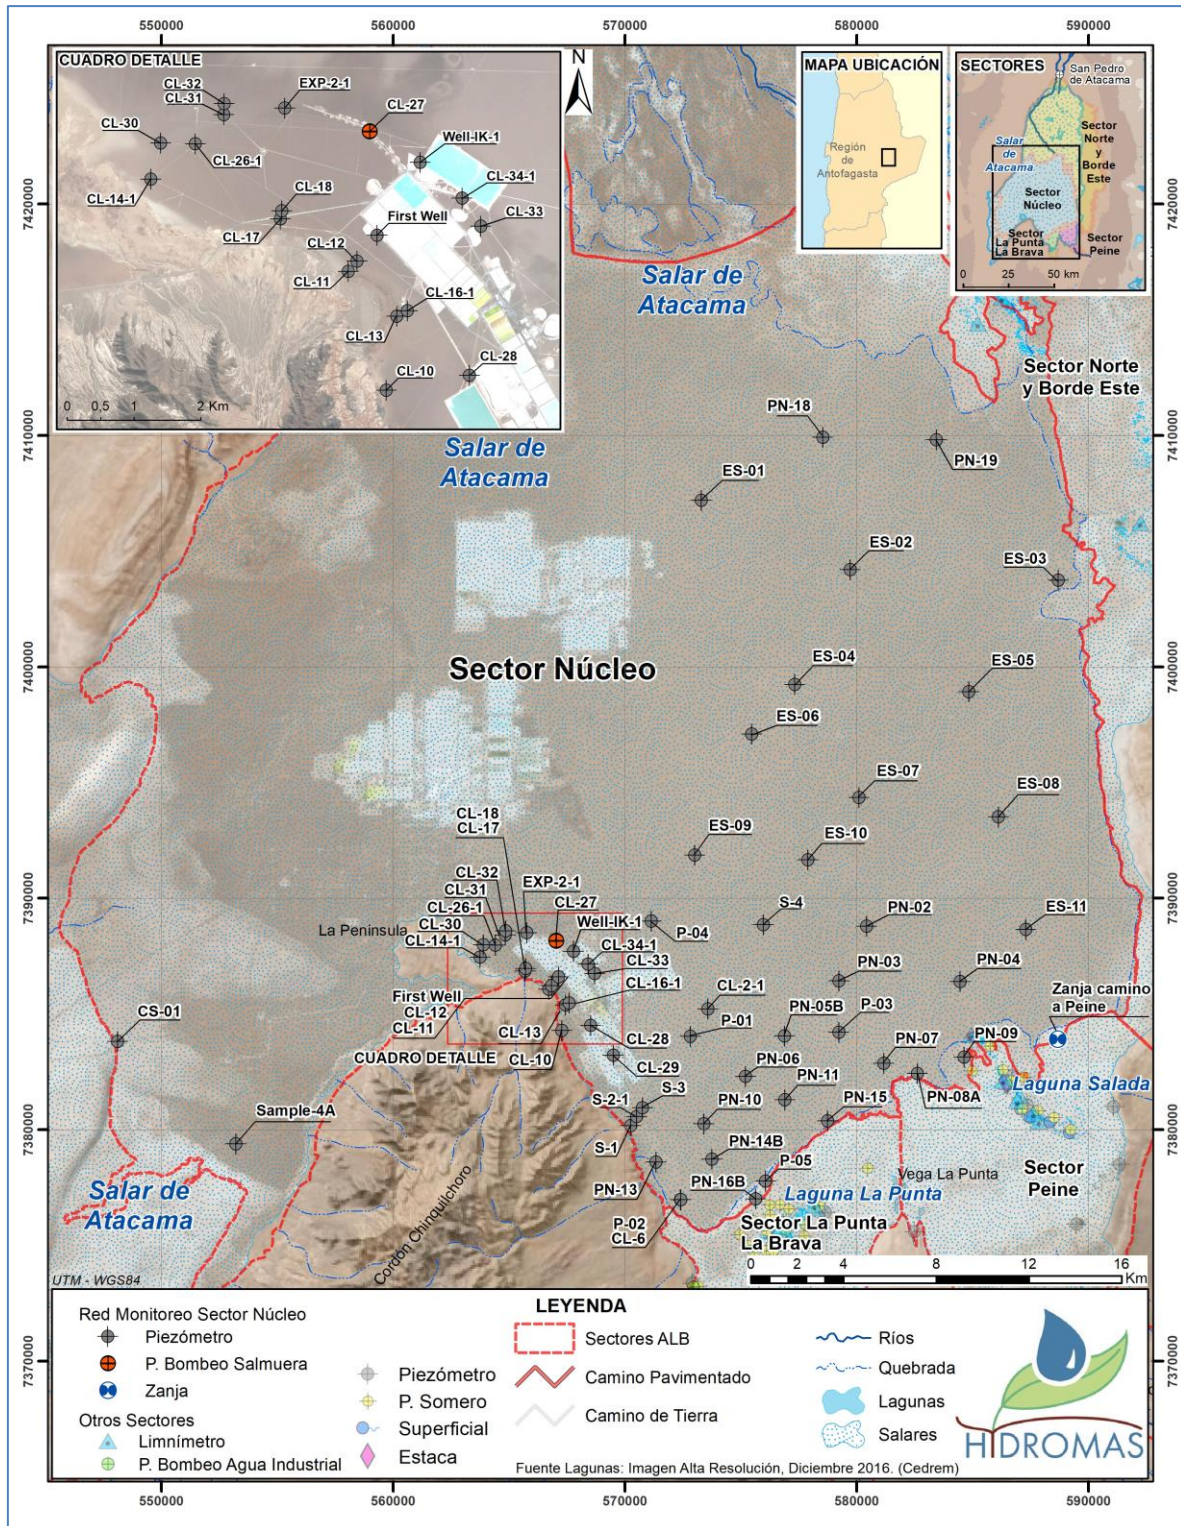 550000
560000
570000
580000
590000
CUADRO DETALLE
CL-32
CL-31
EXP-2-1
CL-27
CL-30
CL-26-1
Well-IK-1
CL-14-1
CL-18
CL-34-1
CL-17
First Well
CL-33
CL-12
CL-11
CL-16-1
CL-13
CL-28
CL-10
0 0,5 1 2 Km
N
MAPA UBICACIÓN
Región
de
Antofagasta
SECTORES
San Pedro
de Atacama
Salar
de
Atacama
Sector
Norte
y
Borde
Este
Sector
Núcleo
Sector
La Punta
La Brava
Sector
Peine
0 25 50 km
7420000
7420000
Salar de
Atacama
Sector Norte
y Borde Este
7410000
7410000
Salar de
Atacama
PN-18
PN-19
ES-01
ES-02
ES-03
7400000
7400000
Sector Núcleo
ES-04
ES-05
ES-06
ES-07
ES-08
ES-09
ES-10
CL-18
CL-17
CL-32
CL-31
CL-26-1
CL-30
CL-14-1
EXP-2-1
CL-27
Well-IK-1
CL-34-1
CL-33
CL-16-1
7390000
7390000
La Peninsula
P-04
S-4
PN-02
ES-11
PN-03
PN-04
CS-01
First Well
CL-12
CL-11
CL-13
CL-10
CUADRO DETALLE
CL-28
CL-29
CL-2-1
P-01
PN-05B
P-03
Zanja camino
a Peine
PN-07
PN-09
PN-06
PN-11
PN-08A
Laguna Salada
7380000
7380000
Sample-4A
S-3
S-2-1
S-1
PN-10
PN-15
PN-14B
PN-13
PN-16B
P-05
P-02
CL-6
Salar de
Atacama
Cordón Chinquilchoro
Laguna La Punta
Vega La Punta
Sector
Peine
Sector La Punta
La Brava
UTM - WGS84
0 2 4 8 12 16
Km
7370000
7370000
LEYENDA
Red Monitoreo Sector Núcleo
Piezómetro
P. Bombeo Salmuera
Zanja
Otros Sectores
Limnímetro
P. Bombeo Agua Industrial
Piezómetro
P. Somero
Superficial
Estaca
Sectores ALB
Camino Pavimentado
Camino de Tierra
Ríos
Quebrada
Lagunas
Salares
HIDROMAS
Fuente Lagunas: Imagen Alta Resolución, Diciembre 2016. (Cedrem)
550000
560000
570000
580000
590000